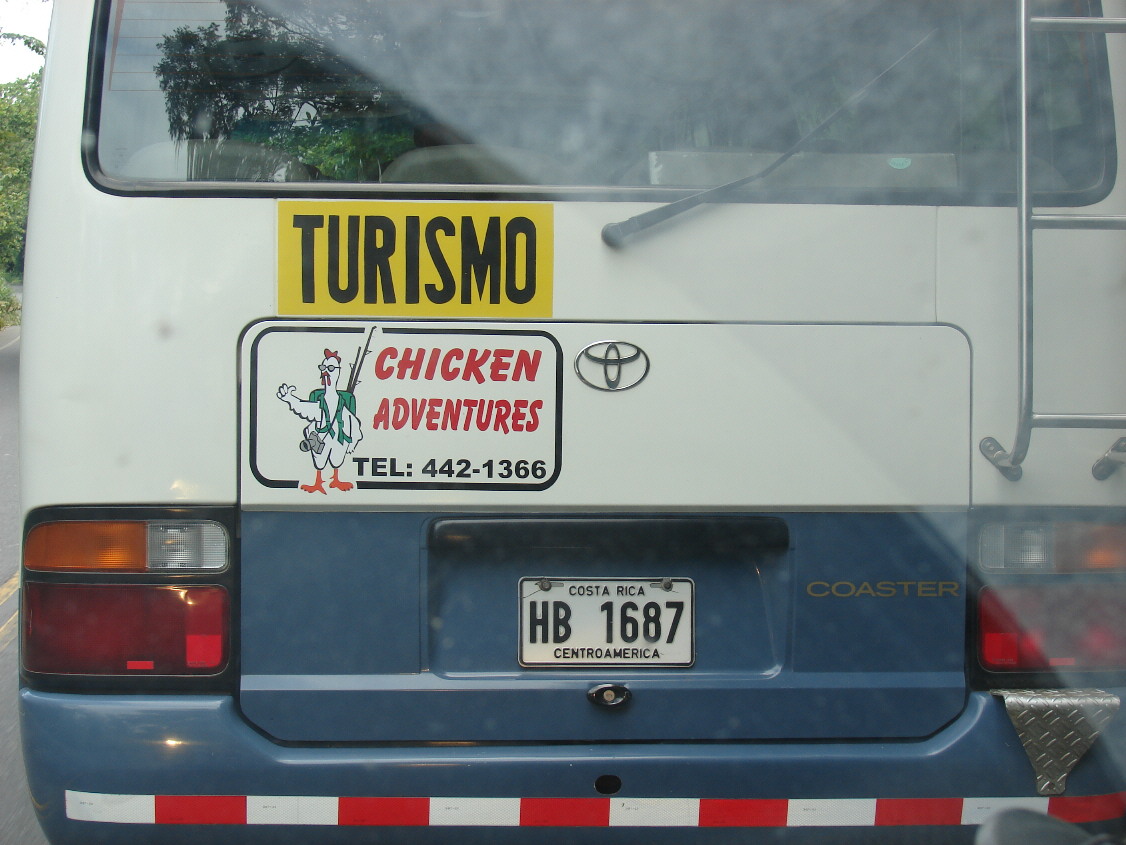 TURISMO
CHICKEN
ADVENTURES
TEL: 442-1366
COSTA RICA
HB 1687
CENTROAMERICA
COASTER